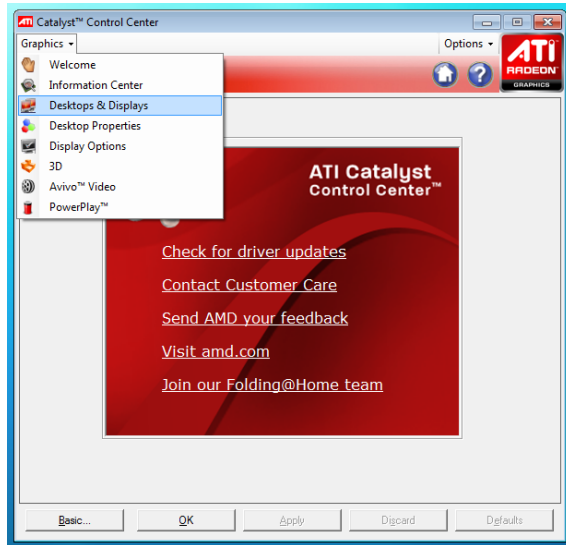 Catalyst™ Control Center
Graphics
Options
Welcome
Information Center
Desktops & Displays
Desktop Properties
Display Options
3D
Avivo™ Video
PowerPlay™
ATI
RADEON
GRAPHICS
ATI Catalyst
Control Center™
Check for driver updates
Contact Customer Care
Send AMD your feedback
Visit amd.com
Join our Folding@Home team
Basic...
OK
Apply
Discard
Defaults